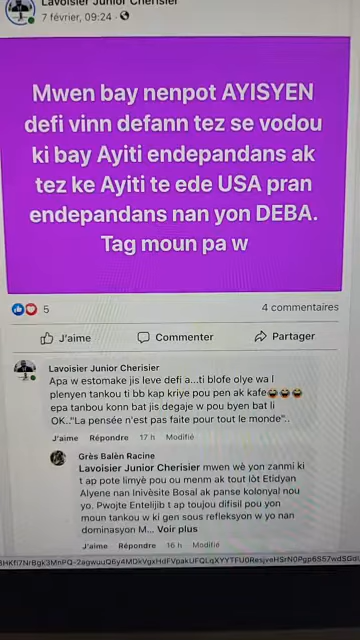 Lavoisier Junior Cherisier
7 février, 09:24 ·
Mwen bay nenpot AYISYEN
defi vinn defann tez se vodou
ki bay Ayiti endepandans ak
tez ke Ayiti te ede USA pran
endepandans nan yon DEBA.
Tag moun pa w
5
4 commentaires
J'aime
Commenter
Partager
Lavoisier Junior Cherisier
Apa w estomake jis leve defi a...ti blofe olye wa l
plenyen tankou ti bb kap kriye pou pen ak kafe😂😂😂
epa tanbou konn bat jis degaje w pou byen bat li
OK.."La pensée n'est pas faite pour tout le monde"..
J'aime Répondre 17 h Modifié
Grès Balèn Racine
Lavoisier Junior Cherisier mwen wè yon zanmi ki
t ap pote limyè pou ou menm ak tout lòt Etidyan
Alyene nan Inivèsite Bosal ak panse kolonyal nou
yo. Pwojte Entelijib t ap toujou difisil pou yon
moun tankou w ki gen sous refleksyon w yo nan
dominasyon M... Voir plus
J'aime Répondre 16 h Modifié